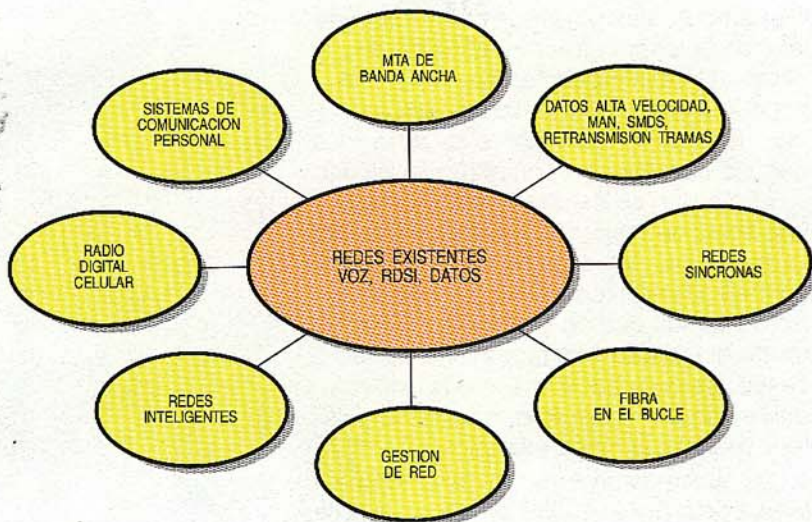 MTA DE
BANDA ANCHA
SISTEMAS DE
COMUNICACION
PERSONAL
DATOS ALTA VELOCIDAD,
MAN, SMDS,
RETRANSMISION TRAMAS
RADIO
DIGITAL
CELULAR
REDES EXISTENTES
VOZ, RDSI, DATOS
REDES
SINCRONAS
REDES
INTELIGENTES
GESTION
DE RED
FIBRA
EN EL BUCLE